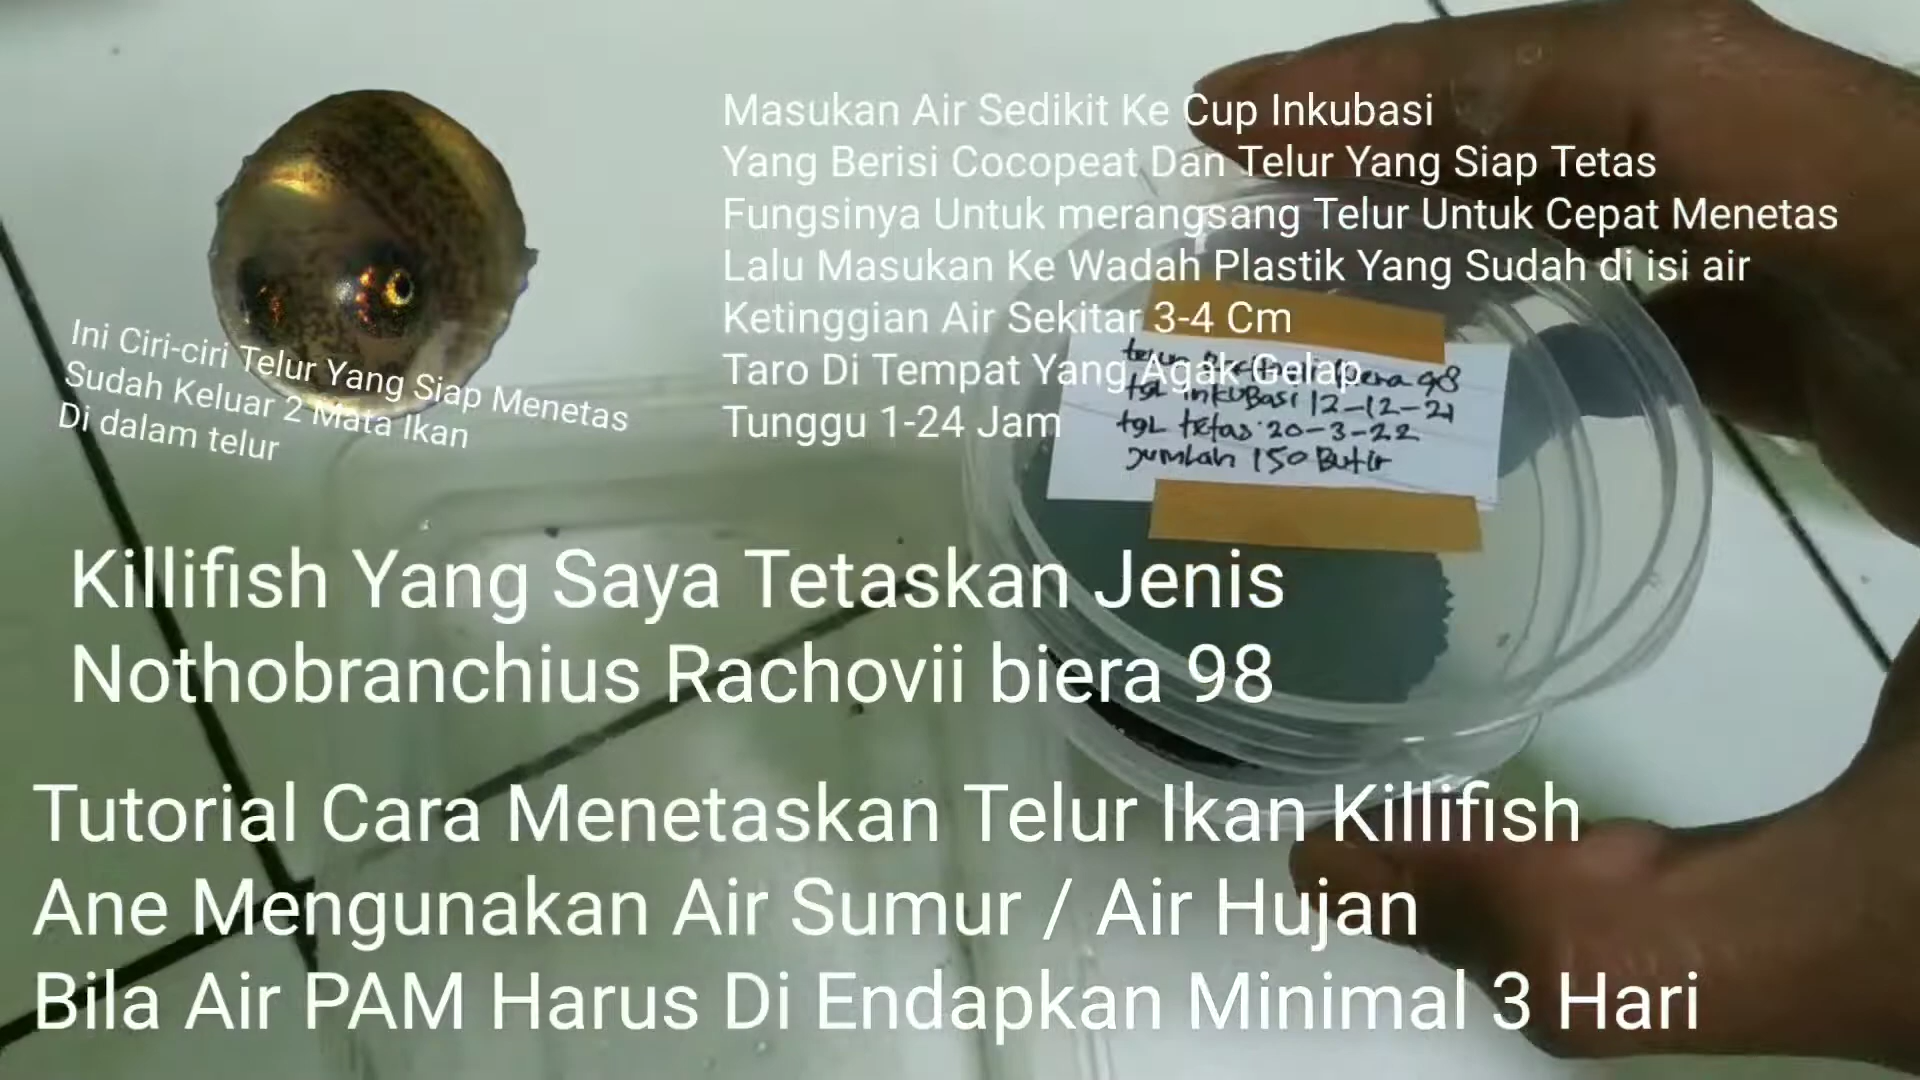 Masukan Air Sedikit Ke Cup Inkubasi
Yang Berisi Cocopeat Dan Telur Yang Siap Tetas
Fungsinya Untuk merangsang Telur Untuk Cepat Menetas
Lalu Masukan Ke Wadah Plastik Yang Sudah di isi air
Ketinggian Air Sekitar 3-4 Cm
Taro Di Tempat Yang Agak Gelap
Tunggu 1-24 Jam
Ini Ciri-ciri Telur Yang Siap Menetas
Sudah Keluar 2 Mata Ikan
Di dalam telur
98
tgl inkubasi 12-12-21
tgl tetas 20-3-22
Jumlah 150 Butir
Killifish Yang Saya Tetaskan Jenis
Nothobranchius Rachovii biera 98
Tutorial Cara Menetaskan Telur Ikan Killifish
Ane Mengunakan Air Sumur / Air Hujan
Bila Air PAM Harus Di Endapkan Minimal 3 Hari